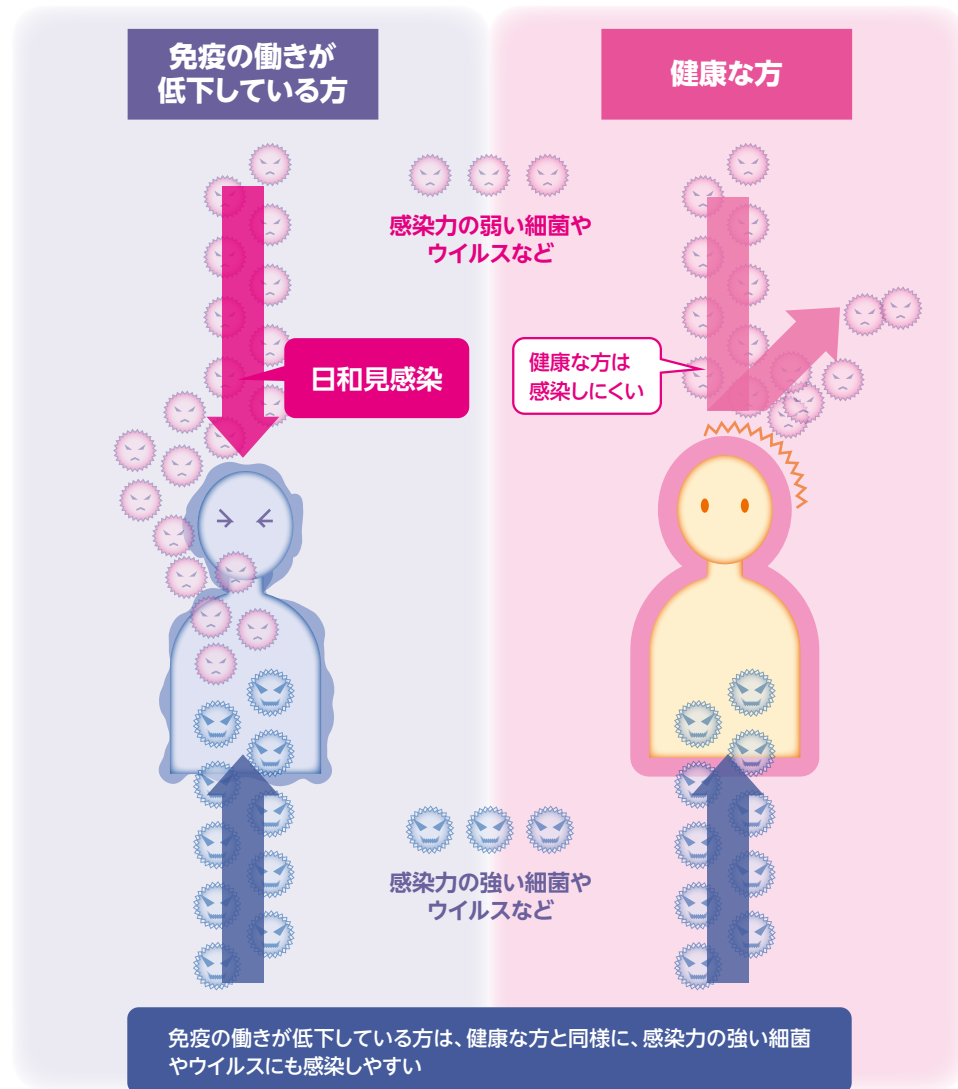 免疫の働きが
低下している方
健康な方
感染力の弱い細菌や
ウイルスなど
日和見感染
健康な方は
感染しにくい
感染力の強い細菌や
ウイルスなど
免疫の働きが低下している方は、健康な方と同様に、感染力の強い細菌
やウイルスにも感染しやすい